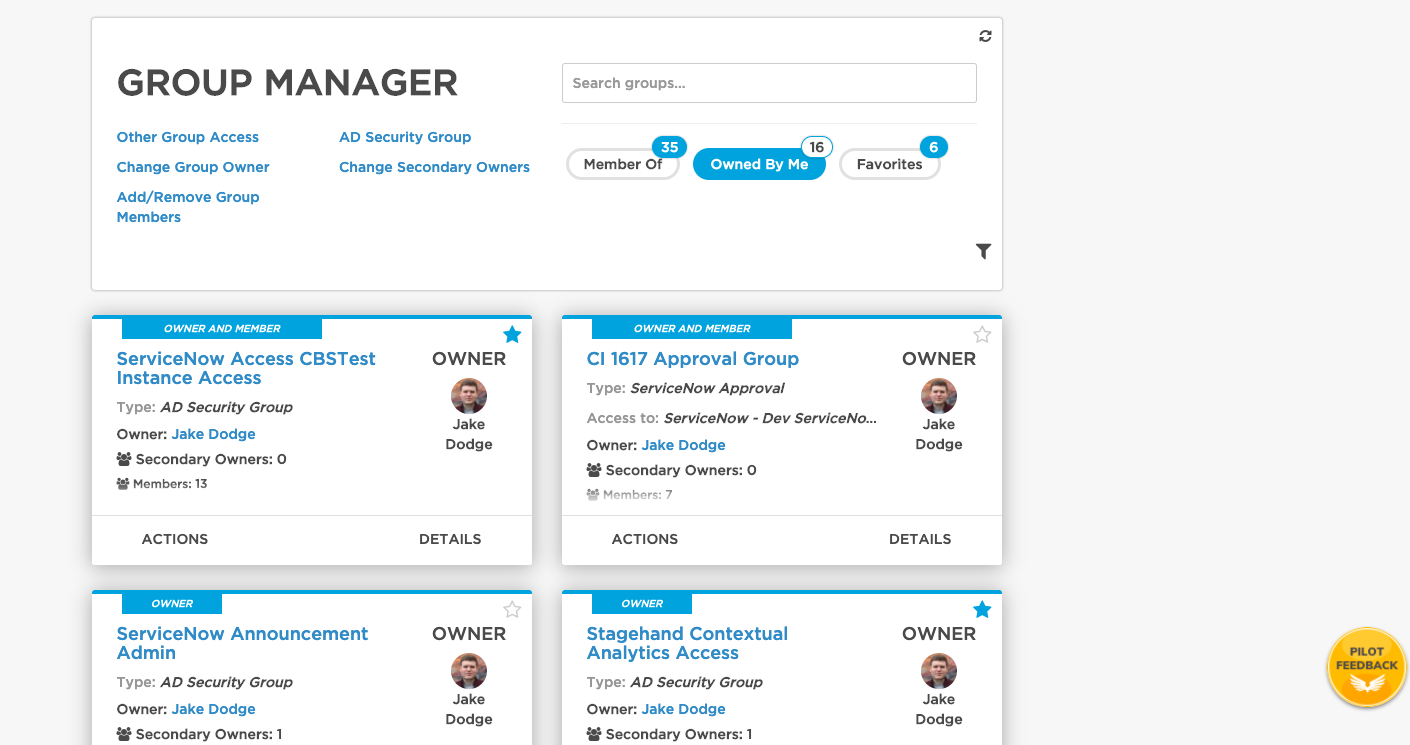 GROUP MANAGER
Search groups...
Other Group Access
AD Security Group
Change Group Owner
Change Secondary Owners
Add/Remove Group
Members
35
16
6
Member Of
Owned By Me
Favorites
OWNER AND MEMBER
ServiceNow Access CBSTest
Instance Access
OWNER
Type: AD Security Group
Jake
Dodge
Owner: Jake Dodge
Secondary Owners: 0
Members: 13
ACTIONS
DETAILS
OWNER AND MEMBER
CI 1617 Approval Group
OWNER
Type: ServiceNow Approval
Access to: ServiceNow - Dev ServiceNo...
Jake
Dodge
Owner: Jake Dodge
Secondary Owners: 0
Members: 7
ACTIONS
DETAILS
OWNER
ServiceNow Announcement
Admin
OWNER
Type: AD Security Group
Jake
Dodge
Owner: Jake Dodge
Secondary Owners: 1
OWNER
Stagehand Contextual
Analytics Access
OWNER
Type: AD Security Group
Jake
Dodge
Owner: Jake Dodge
Secondary Owners: 1
PILOT
FEEDBACK